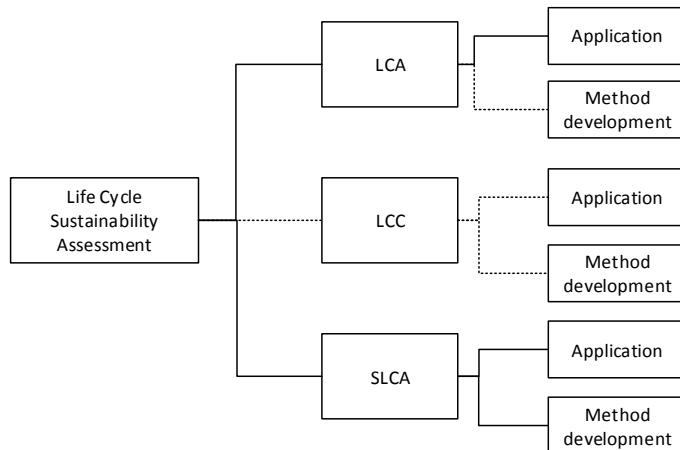 Life Cycle
Sustainability
Assessment
LCA
Application
Method
development
LCC
Application
Method
development
SLCA
Application
Method
development